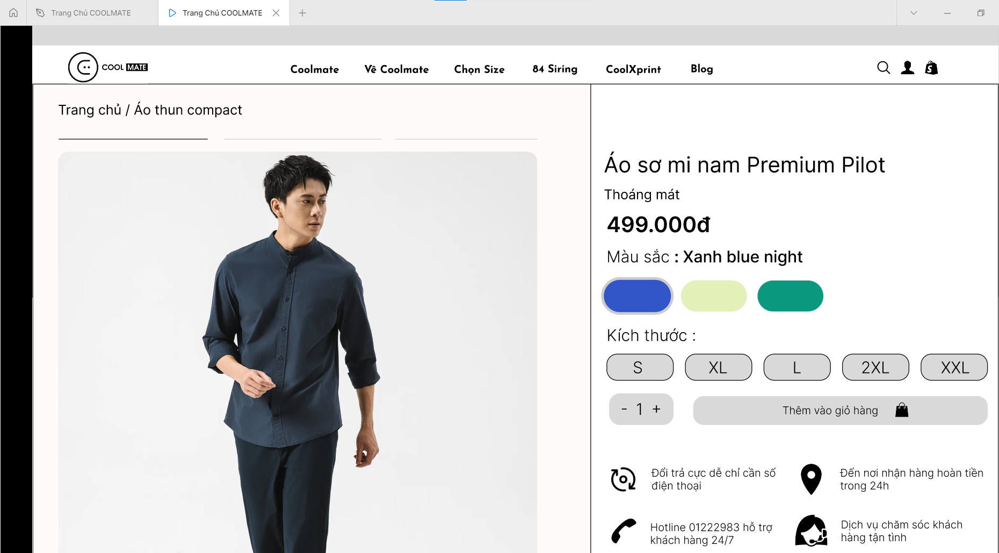 Trang Chủ COOLMATE
Trang Chủ COOLMATE
COOL MATE
Coolmate
Về Coolmate
Chọn Size
84 Siring
CoolXprint
Blog
Trang chủ / Áo thun compact
Áo sơ mi nam Premium Pilot
Thoáng mát
499.000đ
Màu sắc : Xanh blue night
Kích thước :
S
XL
L
2XL
XXL
- 1 +
Thêm vào giỏ hàng
Đổi trả cực dễ chỉ cần số
điện thoại
Đến nơi nhận hàng hoàn tiền
trong 24h
Hotline 01222983 hỗ trợ
khách hàng 24/7
Dịch vụ chăm sóc khách
hàng tận tình